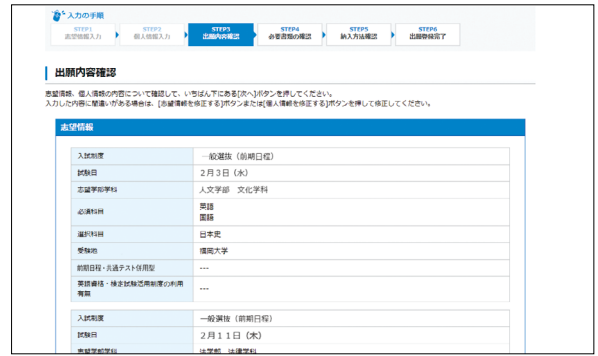 入力の手順
STEP1
志望情報入力
STEP2
個人情報入力
STEP3
出願内容確認
STEP4
必要書類の確認
STEP5
納入方法確認
STEP6
出願登録完了
出願内容確認
志望情報、個人情報の内容について確認して、いちばん下にある[次へ]ボタンを押してください。
入力した内容に間違いがある場合は、[志望情報を修正する]ボタンまたは[個人情報を修正する]ボタンを押して修正してください。
志望情報
入試制度 一般選抜（前期日程）
試験日 2月3日（水）
志望学部学科 人文学部 文化学科
必須科目 英語
国語
選択科目 日本史
受験地 福岡大学
前期日程・共通テスト併用型 ---
英語資格・検定試験活用制度の利用
有無 ---
入試制度 一般選抜（前期日程）
試験日 2月11日（木）
志望学部学科 法学部 法律学科